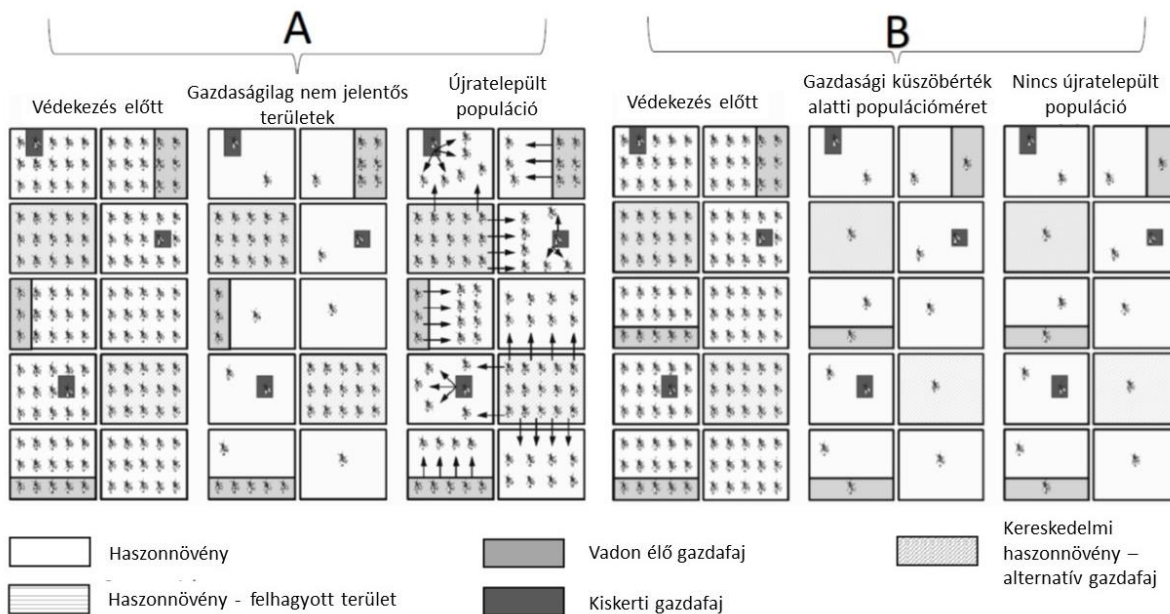 A
B
Védekezés előtt
Gazdaságilag nem jelentős
területek
Újratelepült
populáció
Védekezés előtt
Gazdasági küszöbérték
alatti populációméret
Nincs újratelepült
populáció
Haszonnövény
Vadon élő gazdafaj
Kereskedelmi
haszonnövény –
alternatív gazdafaj
Haszonnövény - felhagyott terület
Kiskerti gazdafaj